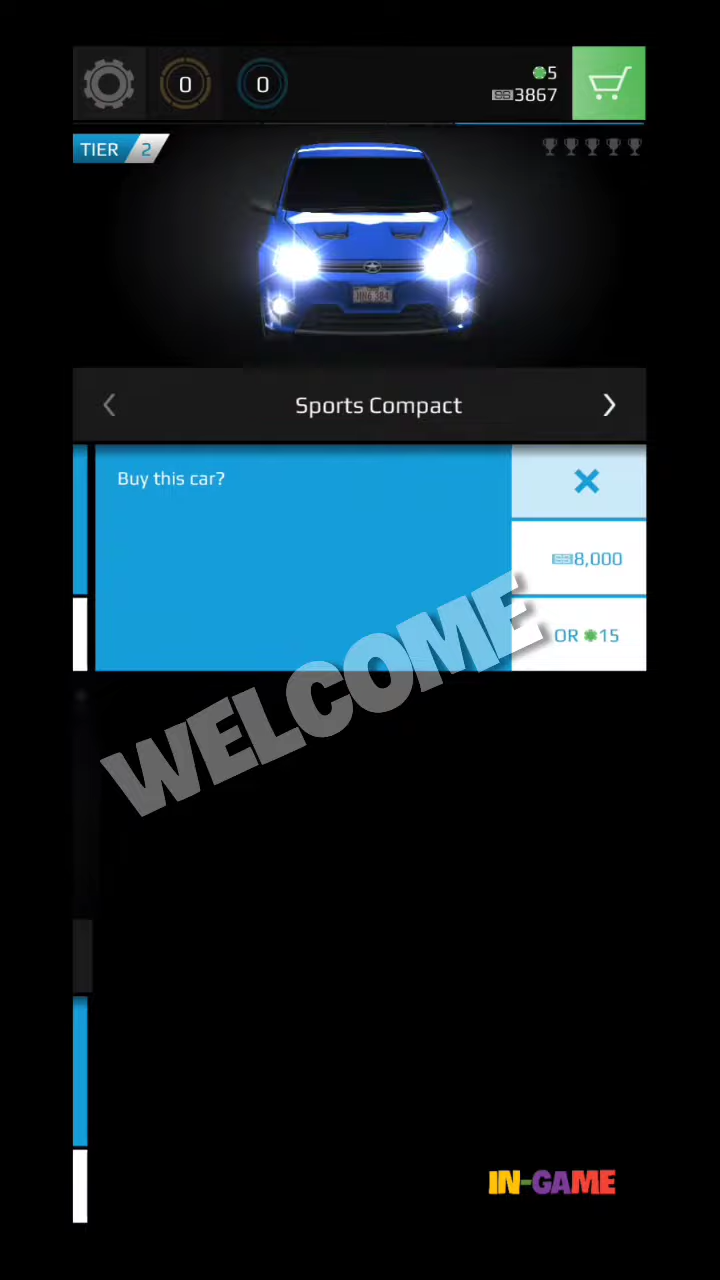 0
0
5
3867
TIER 2
Sports Compact
Buy this car?
8,000
OR 15
WELCOME
IN-GAME